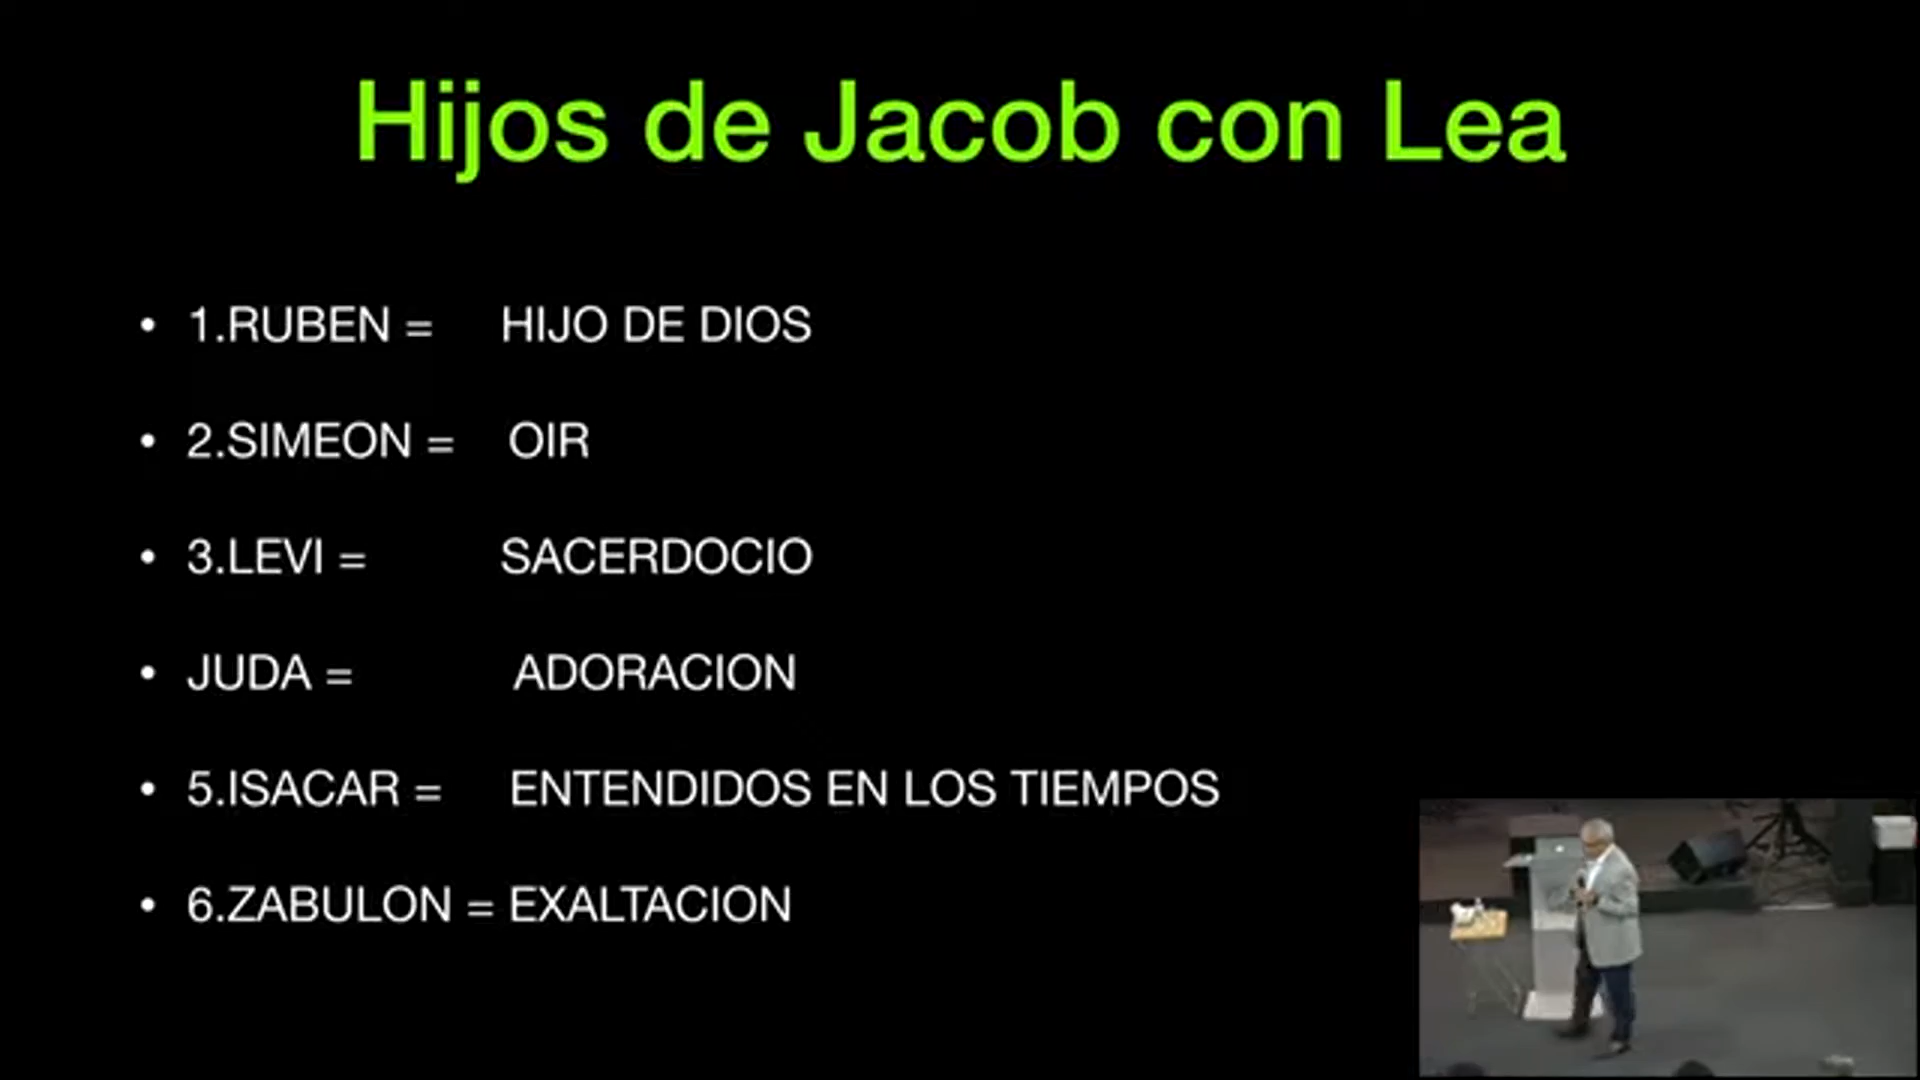 Hijos de Jacob con Lea
• 1.RUBEN = HIJO DE DIOS
• 2.SIMEON = OIR
• 3.LEVI = SACERDOCIO
• JUDA = ADORACION
• 5.ISACAR = ENTENDIDOS EN LOS TIEMPOS
• 6.ZABULON = EXALTACION